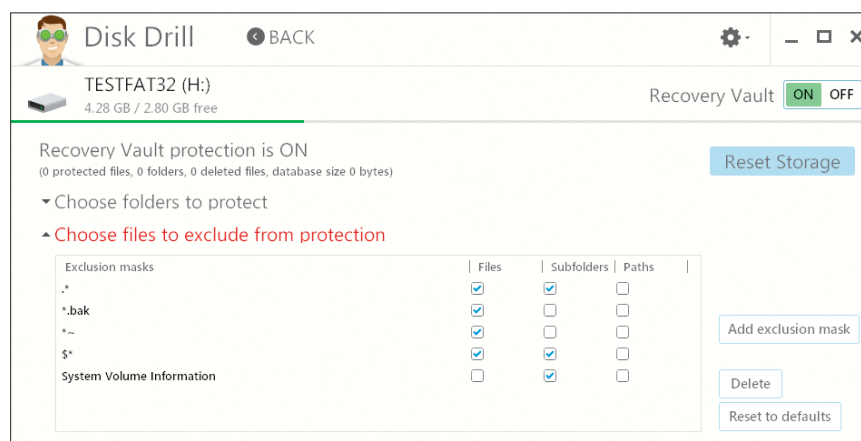 Disk Drill BACK
TESTFAT32 (H:)
4.28 GB / 2.80 GB free
Recovery Vault ON OFF
Recovery Vault protection is ON
(0 protected files, 0 folders, 0 deleted files, database size 0 bytes)
Reset Storage
Choose folders to protect
Choose files to exclude from protection
Exclusion masks Files Subfolders Paths
.*
*.bak
*~
$*
System Volume Information
Add exclusion mask
Delete
Reset to defaults